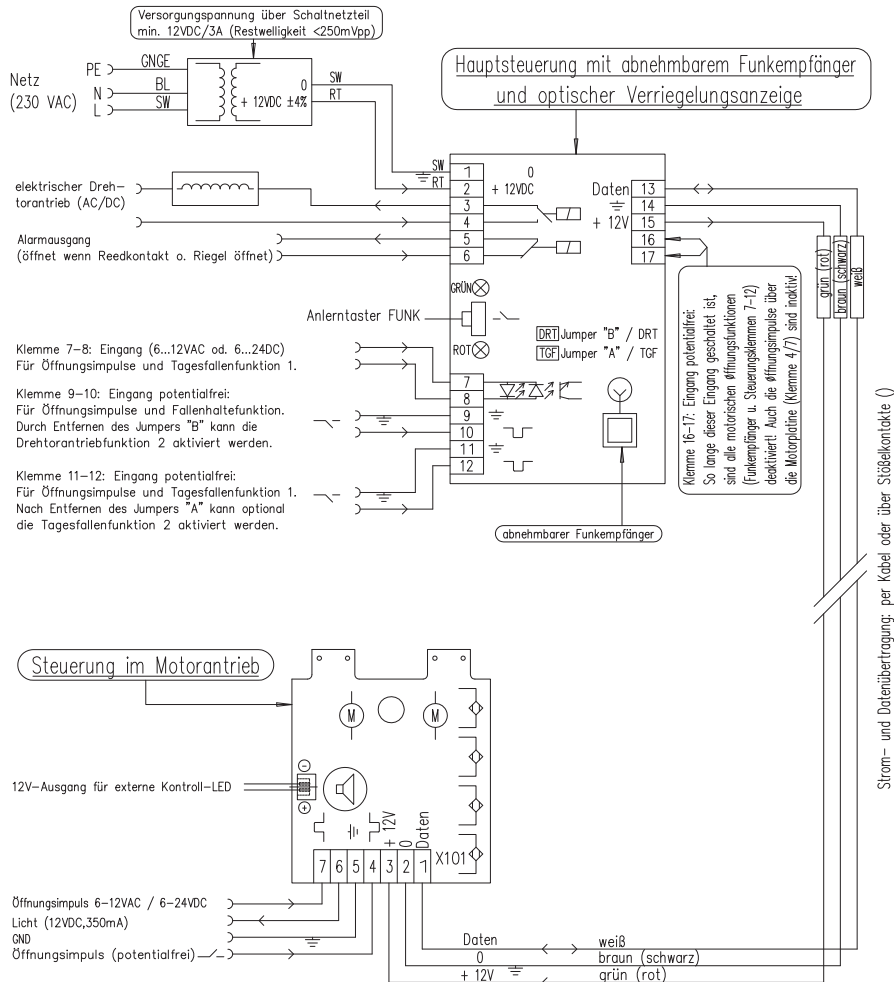 Versorgungspannung über Schaltnetzteil
min. 12VDC/3A (Restwelligkeit <250mVpp)
Netz
(230 VAC)
PE
GNGE
N
BL
L
SW
0
+ 12VDC ±4%
SW
RT
Hauptsteuerung mit abnehmbarem Funkempfänger
und optischer Verriegelungsanzeige
elektrischer Dreh-
torantrieb (AC/DC)
Alarmausgang
(öffnet wenn Reedkontakt o. Riegel öffnet)
SW
RT
1
2
3
4
5
6
0
+ 12VDC
Daten
+ 12V
13
14
15
16
17
GRÜN
Anlerntaster FUNK
ROT
DRT Jumper "B" / DRT
TGF Jumper "A" / TGF
7
8
9
10
11
12
Klemme 7-8: Eingang (6...12VAC od. 6...24DC)
Für Öffnungsimpulse und Tagesfallenfunktion 1.
Klemme 9-10: Eingang potentialfrei:
Für Öffnungsimpulse und Fallenhaltefunktion.
Durch Entfernen des Jumpers "B" kann die
Drehtorantriebfunktion 2 aktiviert werden.
Klemme 11-12: Eingang potentialfrei:
Für Öffnungsimpulse und Tagesfallenfunktion 1.
Nach Entfernen des Jumpers "A" kann optional
die Tagesfallenfunktion 2 aktiviert werden.
abnehmbarer Funkempfänger
Klemme 16-17: Eingang potentialfrei:
So lange dieser Eingang geschaltet ist,
sind alle motorischen Øffnungsfunktionen
(Funkempfänger u. Steuerungsklemmen 7-12)
deaktiviert! Auch die Øffnungsimpulse über
die Motorplatine (Klemme 4/7) sind inaktiv!
grün (rot)
braun (schwarz)
weiß
Strom- und Datenübertragung: per Kabel oder über Stößelkontakte ()
Steuerung im Motorantrieb
M
M
12V-Ausgang für externe Kontroll-LED
+ 12V
0
Daten
7
6
5
4
3
2
1
X101
Öffnungsimpuls 6-12VAC / 6-24VDC
Licht (12VDC,350mA)
GND
Öffnungsimpuls (potentialfrei)
Daten
weiß
0
braun (schwarz)
+ 12V
grün (rot)